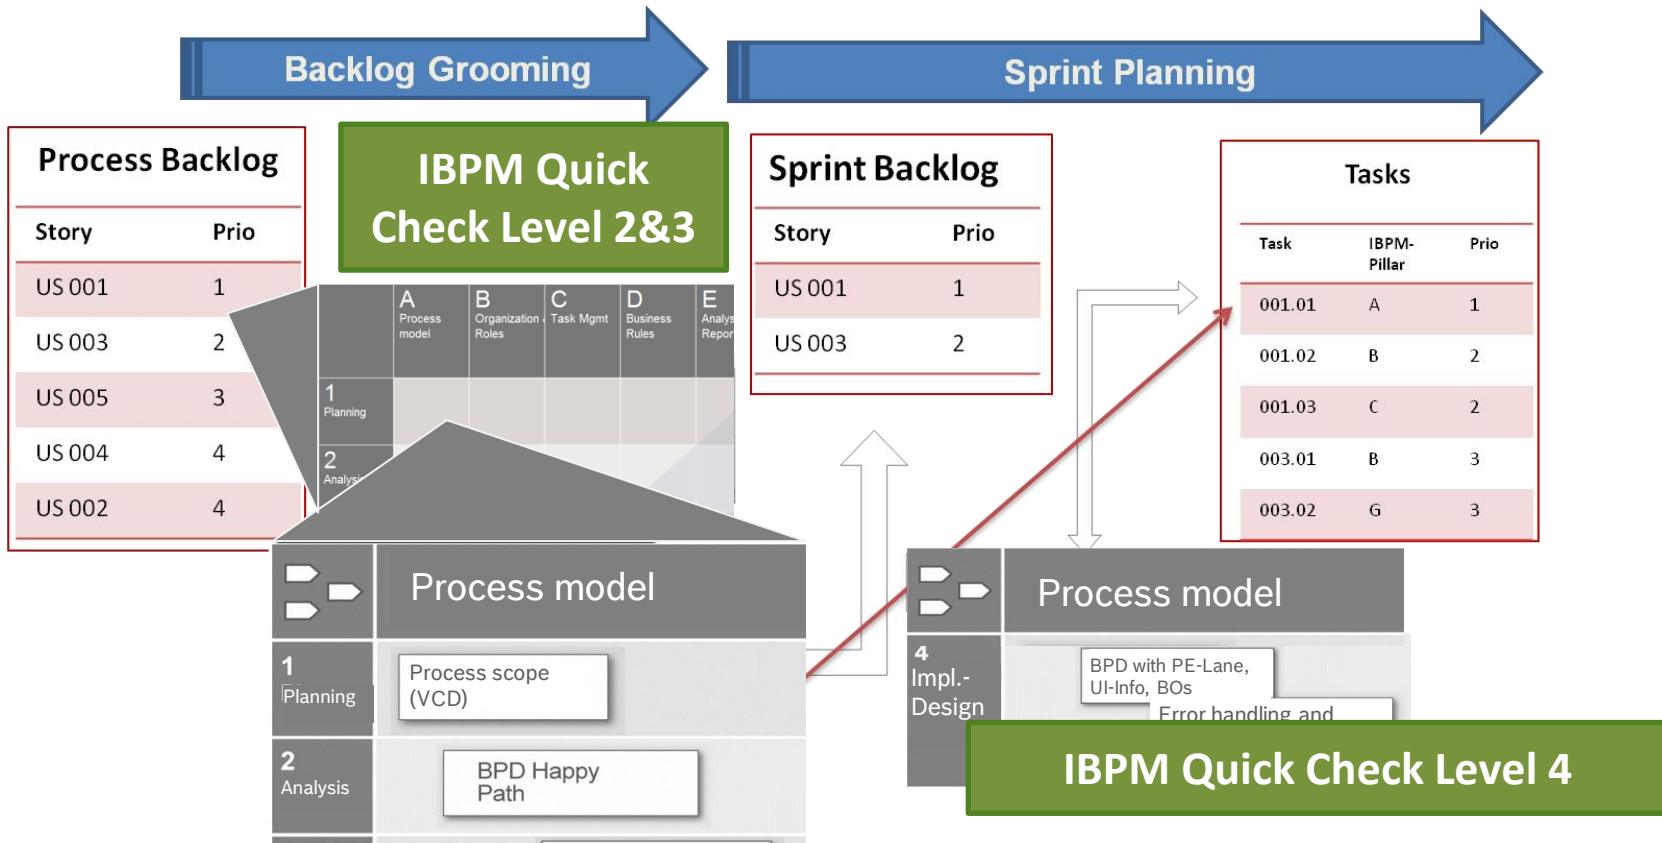 Backlog Grooming
Sprint Planning
Process Backlog
Story Prio
US 001 1
US 003 2
US 005 3
US 004 4
US 002 4
IBPM Quick
Check Level 2&3
A
Process
model
B
Organization
Roles
C
Task Mgmt
D
Business
Rules
E
1
Planning
2
Sprint Backlog
Story Prio
US 001 1
US 003 2
Tasks
Task IBPM-
Pillar Prio
001.01 A 1
001.02 B 2
001.03 C 2
003.01 B 3
003.02 G 3
Process model
1
Planning
Process scope
(VCD)
2
Analysis
BPD Happy
Path
Process model
4
Impl.-
Design
BPD with PE-Lane,
UI-Info, BOs
Error handling and
IBPM Quick Check Level 4